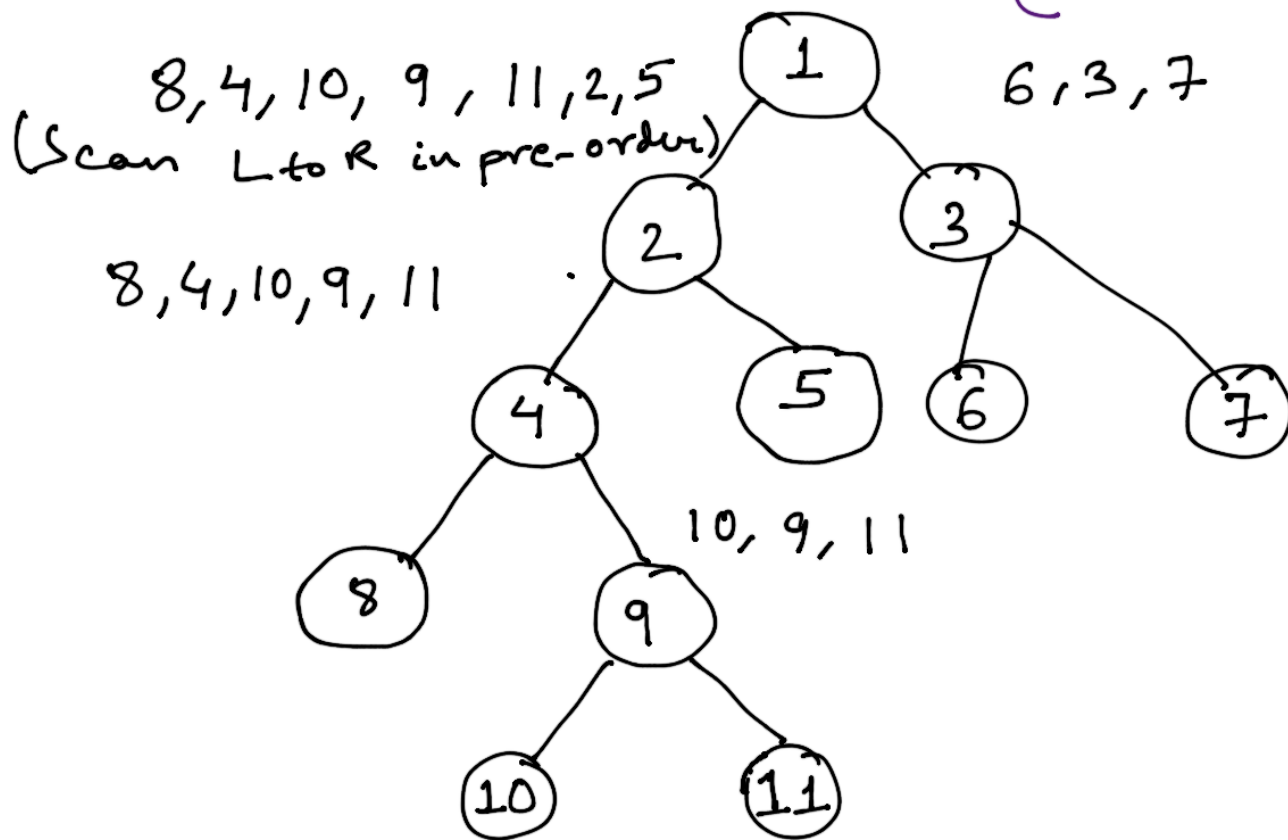 1
8, 4, 10, 9, 11, 2, 5
6, 3, 7
(Scan L to R in pre-order)
2
3
8, 4, 10, 9, 11
4
5
6
7
10, 9, 11
8
9
10
11